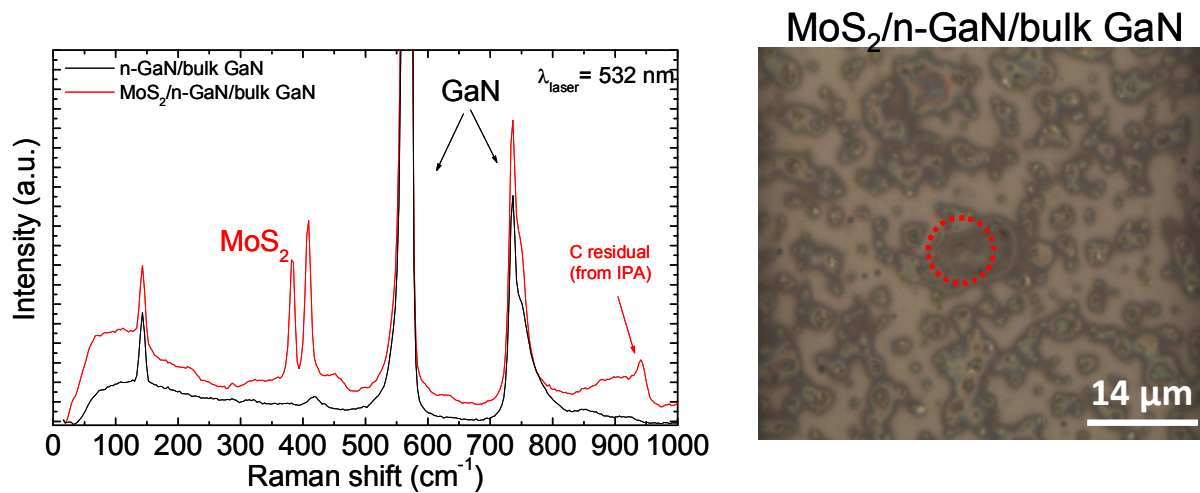 MoS₂/n-GaN/bulk GaN
n-GaN/bulk GaN
MoS₂/n-GaN/bulk GaN
λlaser= 532 nm
GaN
MoS₂
C residual
(from IPA)
Intensity (a.u.)
0 100 200 300 400 500 600 700 800 900 1000
Raman shift (cm⁻¹)
14 µm